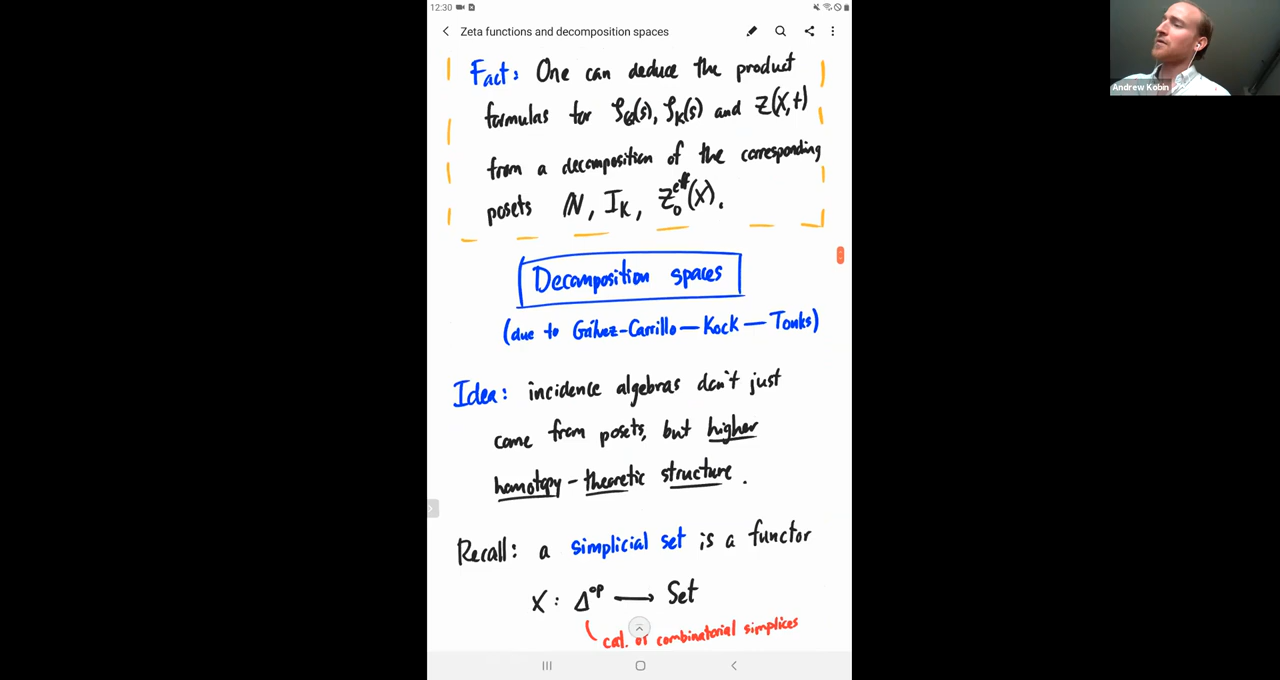 12:30
Zeta functions and decomposition spaces
Andrew Kobin
Fact: One can deduce the product
formulas for ζ_Q(s), ζ_K(s) and Z(X,t)
from a decomposition of the corresponding
posets ℕ, I_K, Z_0^eff(X).
Decomposition spaces
(due to Gálvez-Carrillo — Kock — Tonks)
Idea: incidence algebras don't just
come from posets, but higher
homotopy-theoretic structure.
Recall: a simplicial set is a functor
X: Δ^op ⟶ Set
cat. of combinatorial simplices